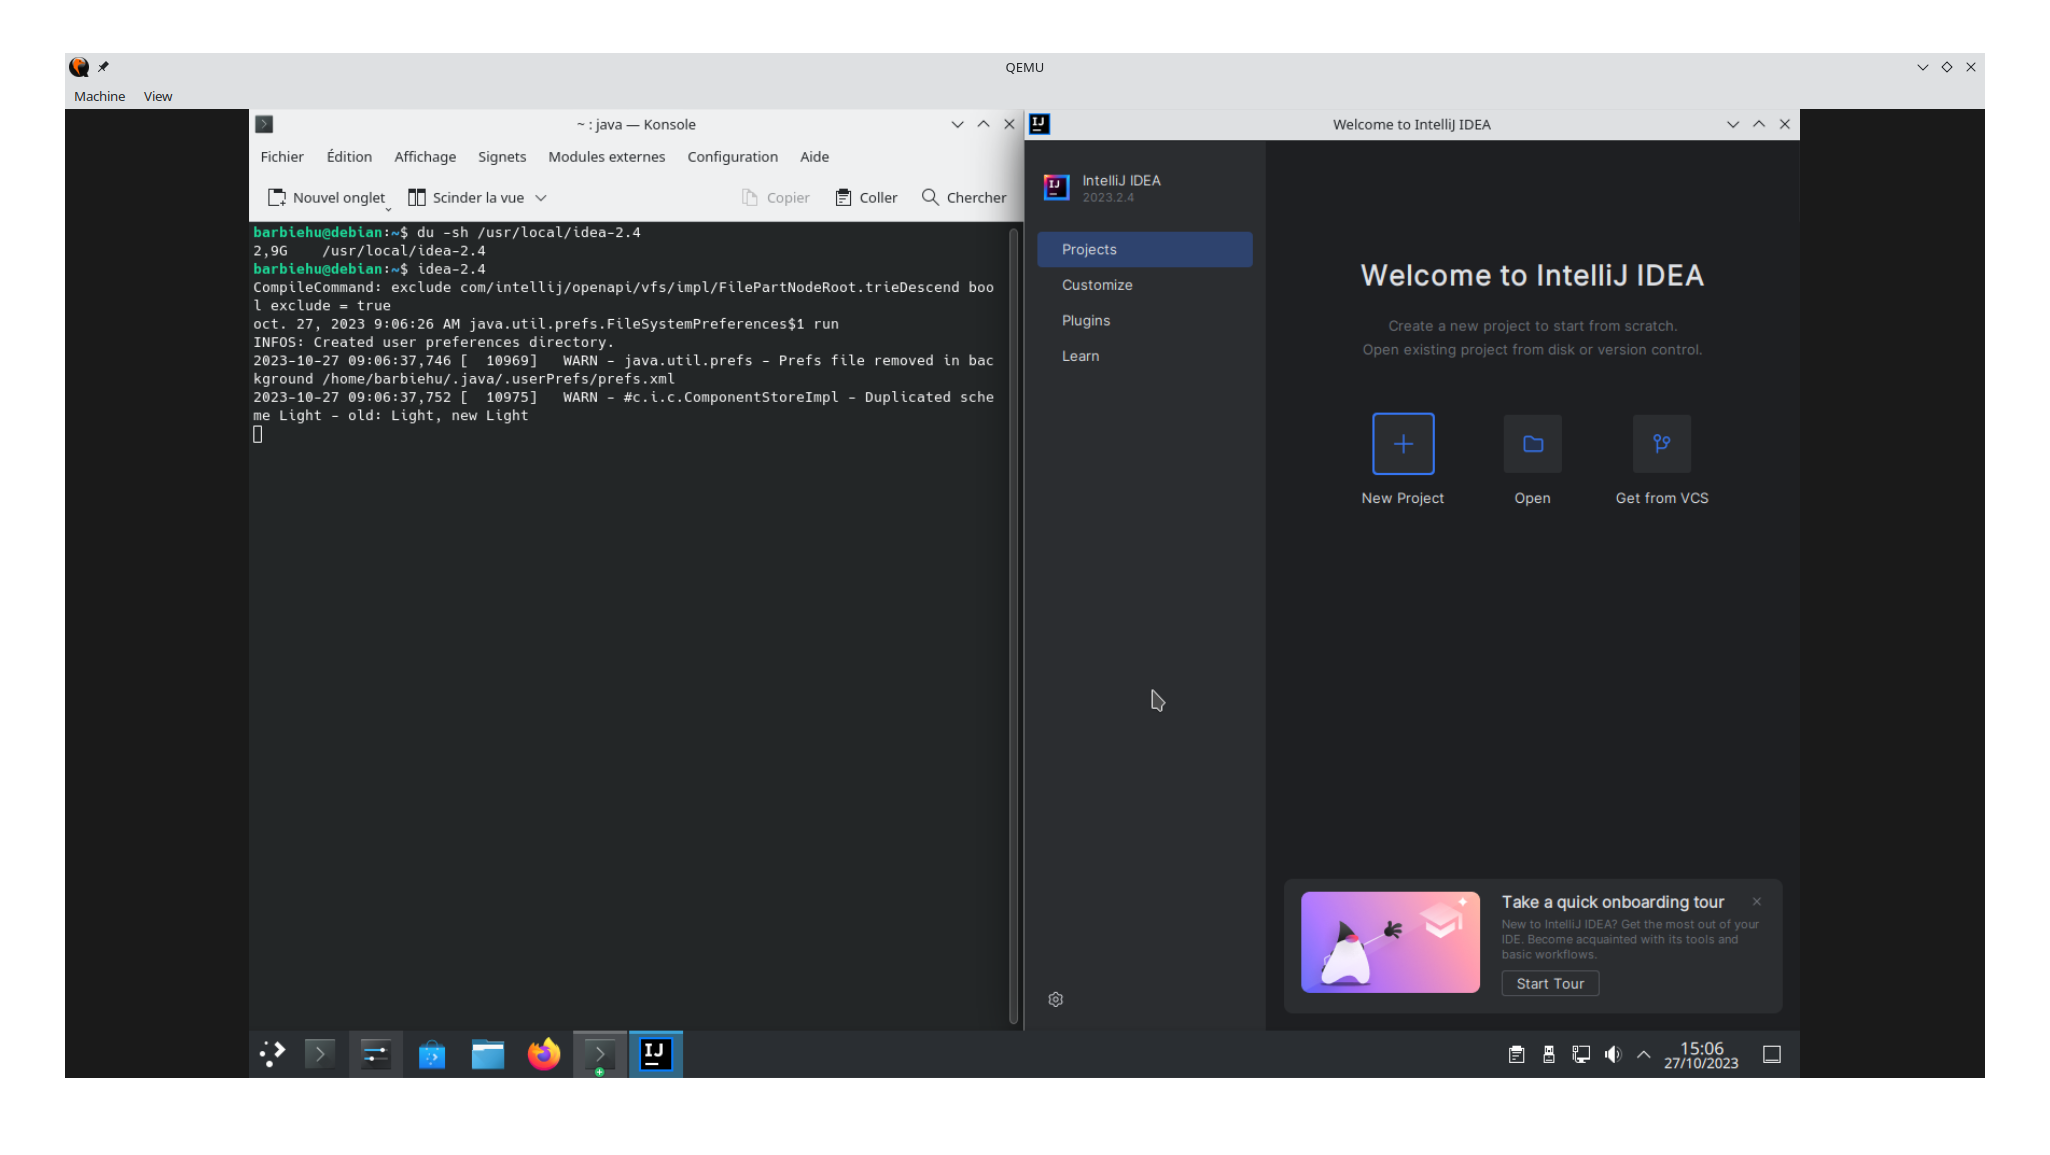 QEMU
Machine View
~ : java — Konsole
Fichier Édition Affichage Signets Modules externes Configuration Aide
Nouvel onglet Scinder la vue Copier Coller Chercher
barbiehu@debian:~$ du -sh /usr/local/idea-2.4
2,9G /usr/local/idea-2.4
barbiehu@debian:~$ idea-2.4
CompileCommand: exclude com/intellij/openapi/vfs/impl/FilePartNodeRoot.trieDescend boo
l exclude = true
oct. 27, 2023 9:06:26 AM java.util.prefs.FileSystemPreferences$1 run
INFOS: Created user preferences directory.
2023-10-27 09:06:37,746 [  10969]   WARN - java.util.prefs - Prefs file removed in bac
kground /home/barbiehu/.java/.userPrefs/prefs.xml
2023-10-27 09:06:37,752 [  10975]   WARN - #c.i.c.ComponentStoreImpl - Duplicated sche
me Light - old: Light, new Light
Welcome to IntelliJ IDEA
IJ
IntelliJ IDEA
2023.2.4
Projects
Customize
Plugins
Learn
Welcome to IntelliJ IDEA
Create a new project to start from scratch.
Open existing project from disk or version control.
New Project Open Get from VCS
Take a quick onboarding tour
New to IntelliJ IDEA? Get the most out of your
IDE. Become acquainted with its tools and
basic workflows.
Start Tour
IJ
15:06
27/10/2023